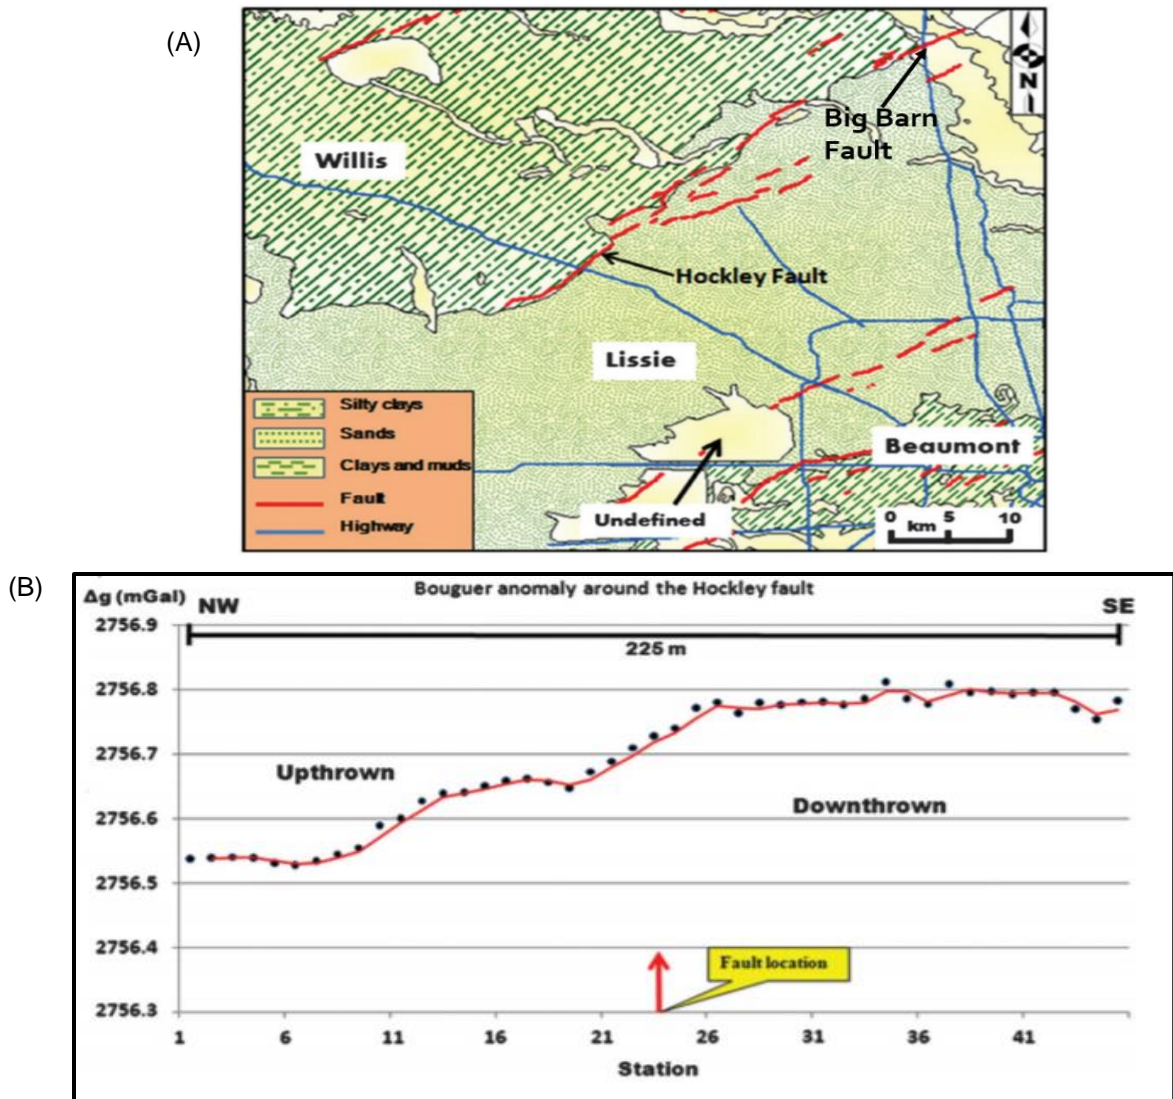 (A)
N
Willis
Big Barn
Fault
Hockley Fault
Lissie
Beaumont
Undefined
Silty clays
Sands
Clays and muds
Fault
Highway
0 5 10
km
(B)
Bouguer anomaly around the Hockley fault
Δg (mGal)
NW
SE
225 m
2756.9
2756.8
2756.7
2756.6
2756.5
2756.4
2756.3
Upthrown
Downthrown
Fault location
1 6 11 16 21 26 31 36 41
Station